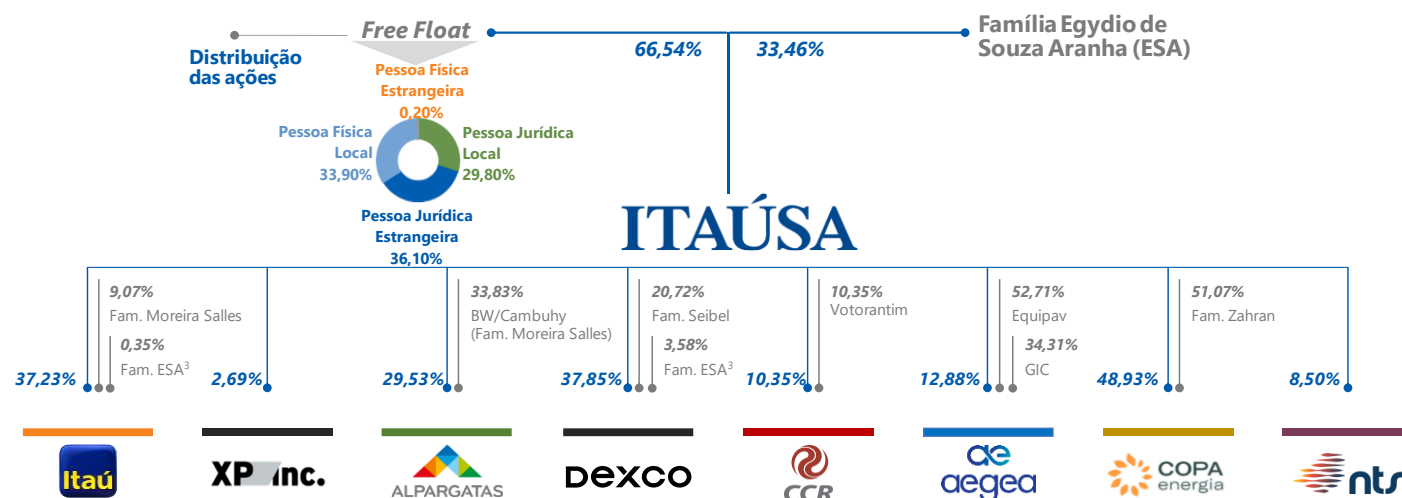 Free Float
66,54%
33,46%
Família Egydio de
Souza Aranha (ESA)
Distribuição
das ações
Pessoa Física
Estrangeira
0,20%
Pessoa Física
Local
33,90%
Pessoa Jurídica
Local
29,80%
Pessoa Jurídica
Estrangeira
36,10%
ITAÚSA
9,07%
Fam. Moreira Salles
0,35%
Fam. ESA³
37,23%
2,69%
33,83%
BW/Cambuhy
(Fam. Moreira Salles)
29,53%
20,72%
Fam. Seibel
3,58%
Fam. ESA³
37,85%
10,35%
Votorantim
10,35%
52,71%
Equipav
34,31%
GIC
12,88%
51,07%
Fam. Zahran
48,93%
8,50%
Itaú
XP inc.
ALPARGATAS
Dexco
CCR
ae
aegea
COPA
energia
nts